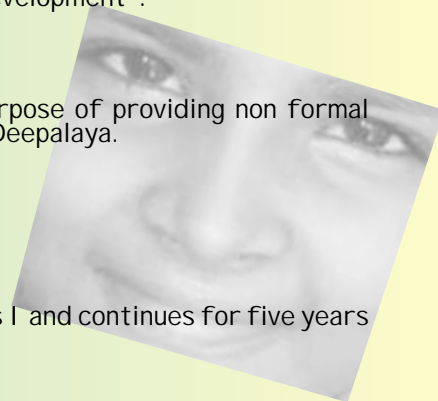 evelopment".
rpose of providing non formal
Deepalaya.
s I and continues for five years